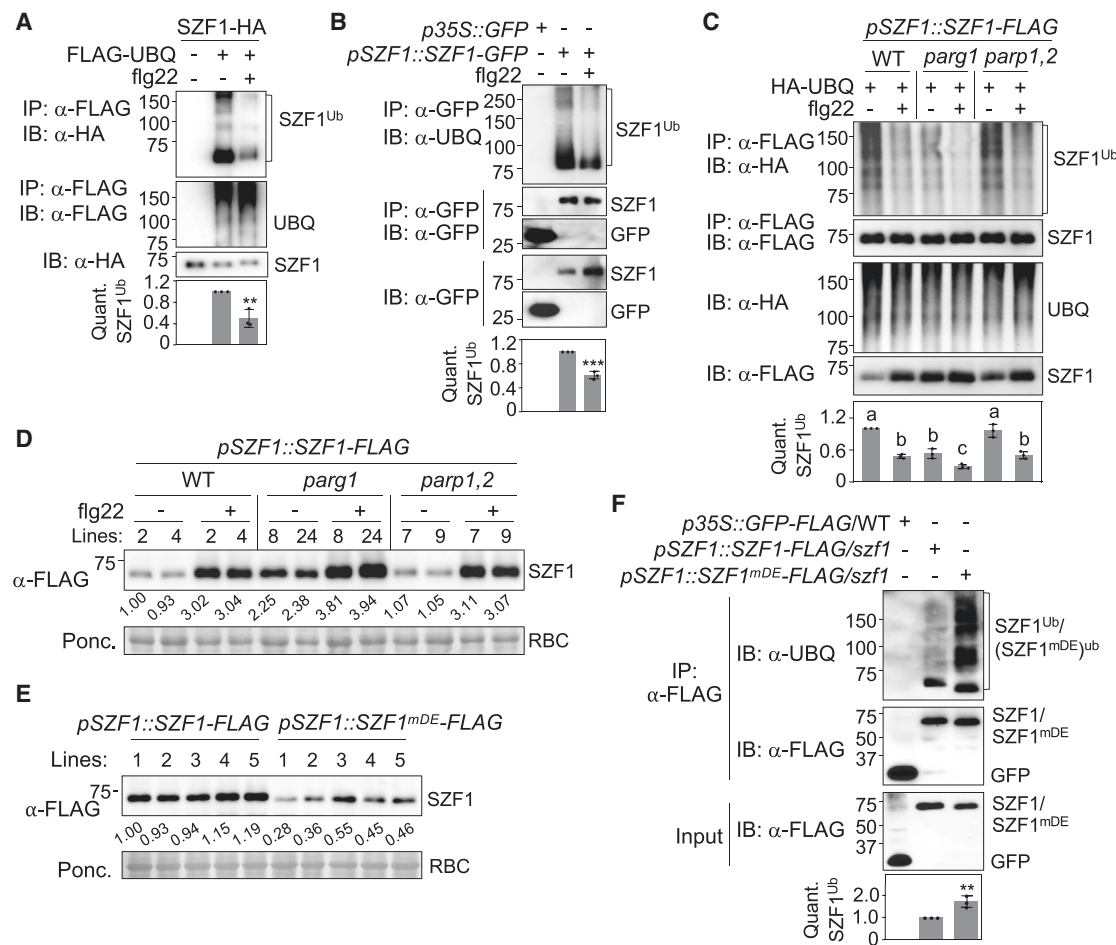 A
SZF1-HA
FLAG-UBQ - + +
flg22 - - +
IP: α-FLAG
IB: α-HA
150
100
75
SZF1Ub
IP: α-FLAG
IB: α-FLAG
150
100
75
UBQ
IB: α-HA
75
SZF1
Quant. SZF1Ub
1.2
0.8
0.4
0
**
B
p35S::GFP + - -
pSZF1::SZF1-GFP - + +
flg22 - - +
IP: α-GFP
IB: α-UBQ
250
150
100
75
SZF1Ub
IP: α-GFP
IB: α-GFP
75
SZF1
25
GFP
IB: α-GFP
75
SZF1
25
GFP
Quant. SZF1Ub
1.2
0.8
0.4
0
***
C
pSZF1::SZF1-FLAG
WT parg1 parp1,2
HA-UBQ + + + + + +
flg22 - + - + - +
IP: α-FLAG
IB: α-HA
150
100
75
SZF1Ub
IP: α-FLAG
IB: α-FLAG
75
SZF1
IB: α-HA
150
100
75
UBQ
IB: α-FLAG
75
SZF1
Quant. SZF1Ub
1.2
0.6
0
a b b c a b
D
pSZF1::SZF1-FLAG
WT parg1 parp1,2
flg22 - + - + - +
Lines: 2 4 2 4 8 24 8 24 7 9 7 9
α-FLAG
75
SZF1
1.00 0.93 3.02 3.04 2.25 2.38 3.81 3.94 1.07 1.05 3.11 3.07
Ponc.
RBC
E
pSZF1::SZF1-FLAG pSZF1::SZF1mDE-FLAG
Lines: 1 2 3 4 5 1 2 3 4 5
α-FLAG
75
SZF1
1.00 0.93 0.94 1.15 1.19 0.28 0.36 0.55 0.45 0.46
Ponc.
RBC
F
p35S::GFP-FLAG/WT + - -
pSZF1::SZF1-FLAG/szf1 - + -
pSZF1::SZF1mDE-FLAG/szf1 - - +
IP:
α-FLAG
IB: α-UBQ
150
100
75
SZF1Ub/
(SZF1mDE)ub
IB: α-FLAG
75
50
37
SZF1/
SZF1mDE
GFP
Input
IB: α-FLAG
75
50
37
SZF1/
SZF1mDE
GFP
Quant. SZF1Ub
2.0
1.0
0
**